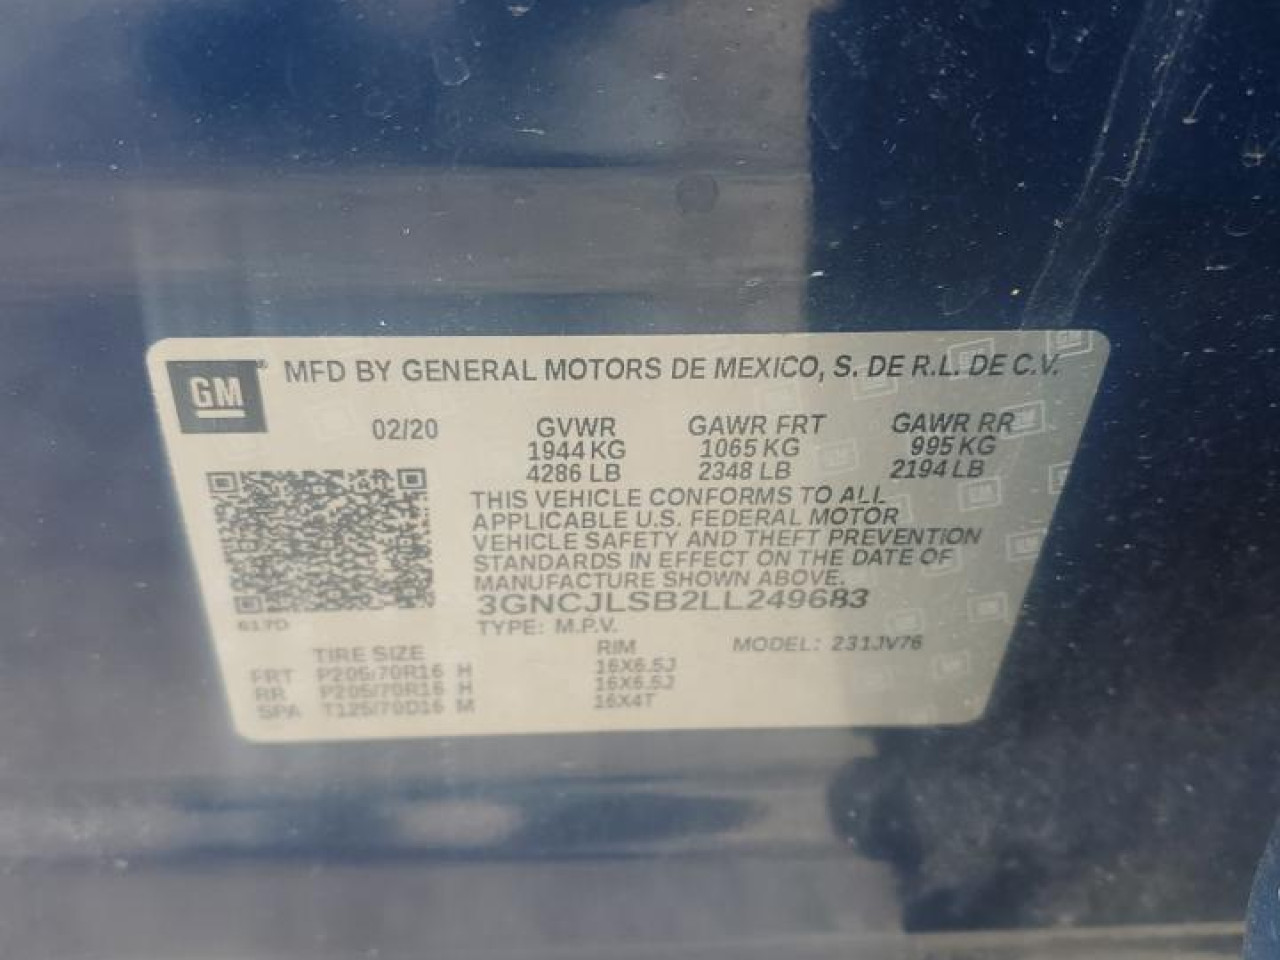 GM MFD BY GENERAL MOTORS DE MEXICO, S. DE R.L. DE C.V.
02/20 GVWR GAWR FRT GAWR RR
1944 KG 1065 KG 995 KG
4286 LB 2348 LB 2194 LB
THIS VEHICLE CONFORMS TO ALL
APPLICABLE U.S. FEDERAL MOTOR
VEHICLE SAFETY AND THEFT PREVENTION
STANDARDS IN EFFECT ON THE DATE OF
MANUFACTURE SHOWN ABOVE.
3GNCJLSB2LL249683
617D
TYPE: M.P.V. MODEL: 231JV76
TIRE SIZE RIM
FRT P205/70R16 H 16X6.5J
RR P205/70R16 H 16X6.5J
SPA T125/70D16 M 16X4T